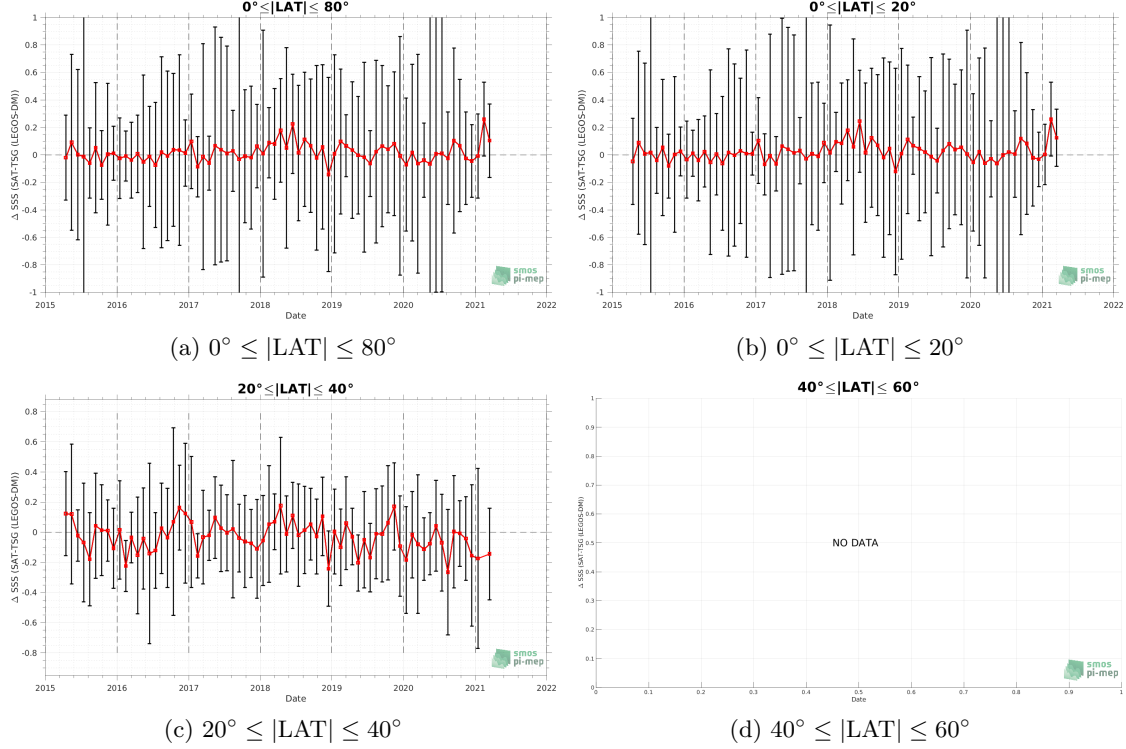 0°≤|LAT|≤ 80°
Δ SSS (SAT-TSG (LEGOS-DM))
1
0.8
0.6
0.4
0.2
0
-0.2
-0.4
-0.6
-0.8
-1
2015 2016 2017 2018 2019 2020 2021 2022
Date
smos
pi-mep
(a) 0° ≤ |LAT| ≤ 80°
0°≤|LAT|≤ 20°
Δ SSS (SAT-TSG (LEGOS-DM))
1
0.8
0.6
0.4
0.2
0
-0.2
-0.4
-0.6
-0.8
-1
2015 2016 2017 2018 2019 2020 2021 2022
Date
smos
pi-mep
(b) 0° ≤ |LAT| ≤ 20°
20°≤|LAT|≤ 40°
Δ SSS (SAT-TSG (LEGOS-DM))
0.8
0.6
0.4
0.2
0
-0.2
-0.4
-0.6
-0.8
2015 2016 2017 2018 2019 2020 2021 2022
Date
smos
pi-mep
(c) 20° ≤ |LAT| ≤ 40°
40°≤|LAT|≤ 60°
Δ SSS (SAT-TSG (LEGOS-DM))
1
0.9
0.8
0.7
0.6
0.5
0.4
0.3
0.2
0.1
0
NO DATA
0 0.1 0.2 0.3 0.4 0.5 0.6 0.7 0.8 0.9 1
Date
smos
pi-mep
(d) 40° ≤ |LAT| ≤ 60°